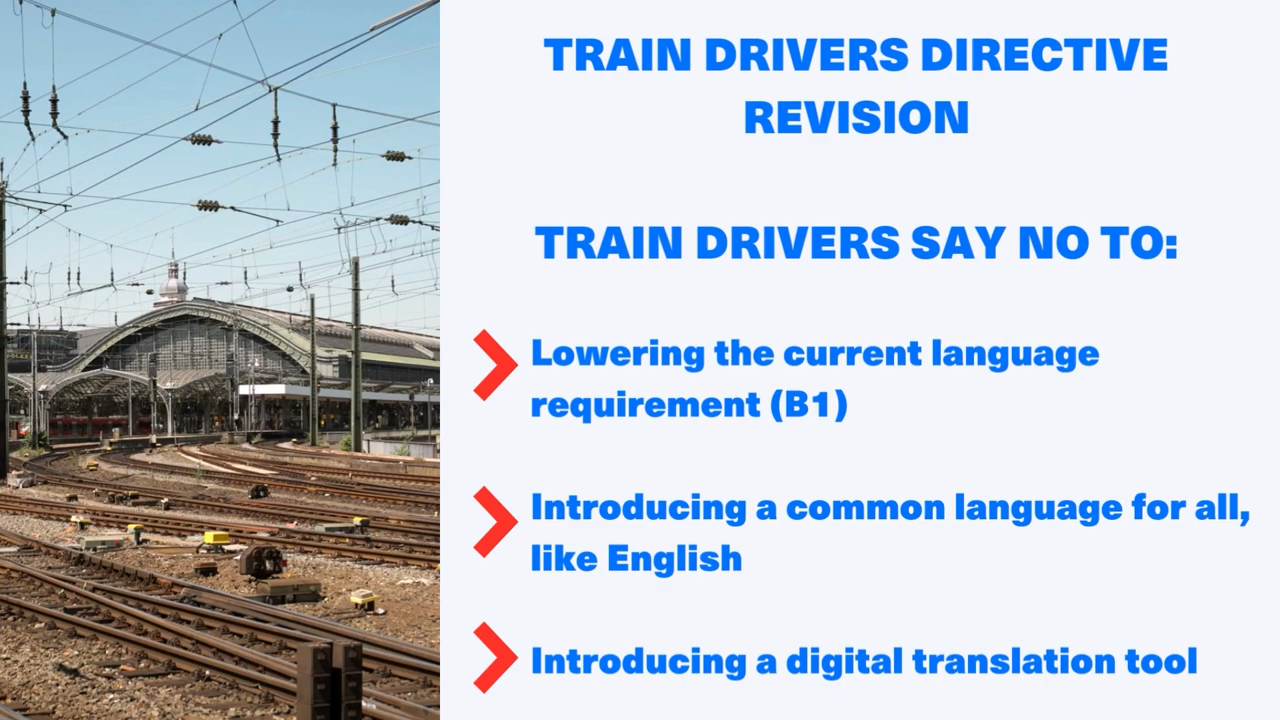 TRAIN DRIVERS DIRECTIVE
REVISION
TRAIN DRIVERS SAY NO TO:
Lowering the current language
requirement (B1)
Introducing a common language for all,
like English
Introducing a digital translation tool